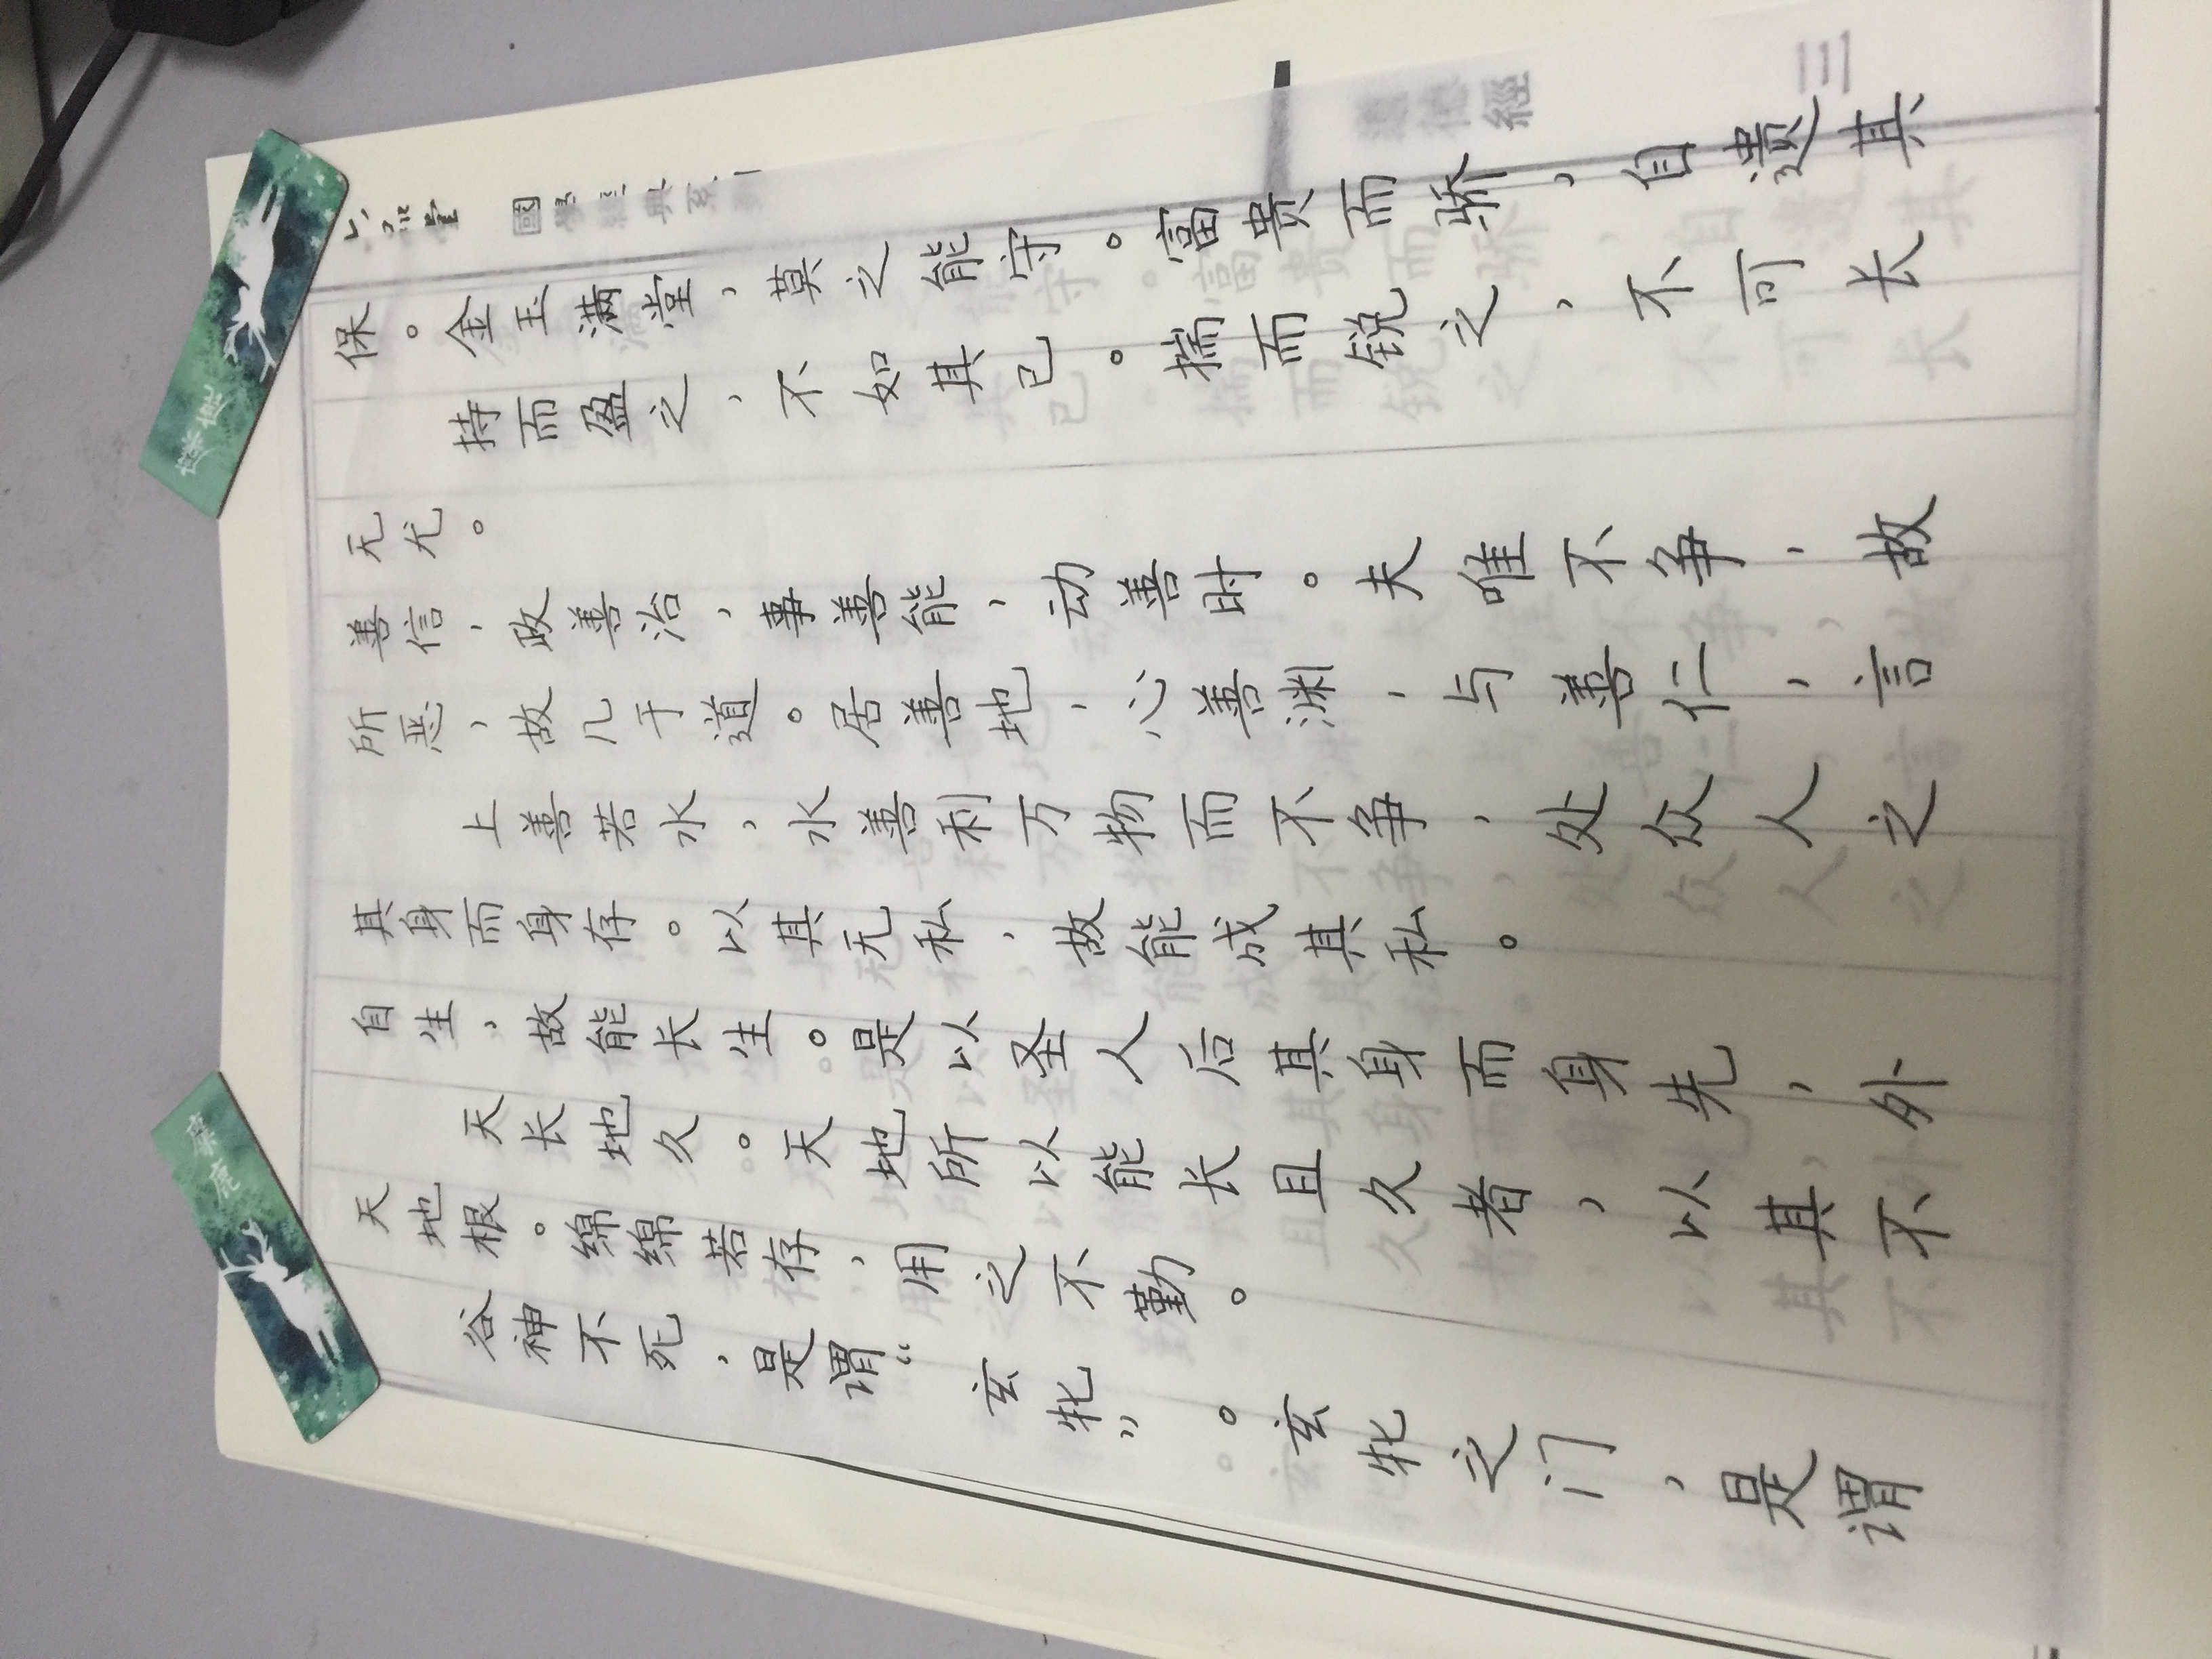 麋鹿
麋鹿
谷神不死，是谓“玄牝”。玄牝之门，是谓
天地根。绵绵若存，用之不勤。
天长地久。天地所以能长且久者，以其不
自生，故能长生。是以圣人后其身而身先，外
其身而身存。以其无私，故能成其私。
上善若水，水善利万物而不争，处众人之
所恶，故几于道。居善地，心善渊，与善仁，言
善信，政善治，事善能，动善时。夫唯不争，故
无尤。
持而盈之，不如其已。揣而锐之，不可长
保。金玉满堂，莫之能守。富贵而骄，自遗其
六品堂 國學經典系列 道德經 三